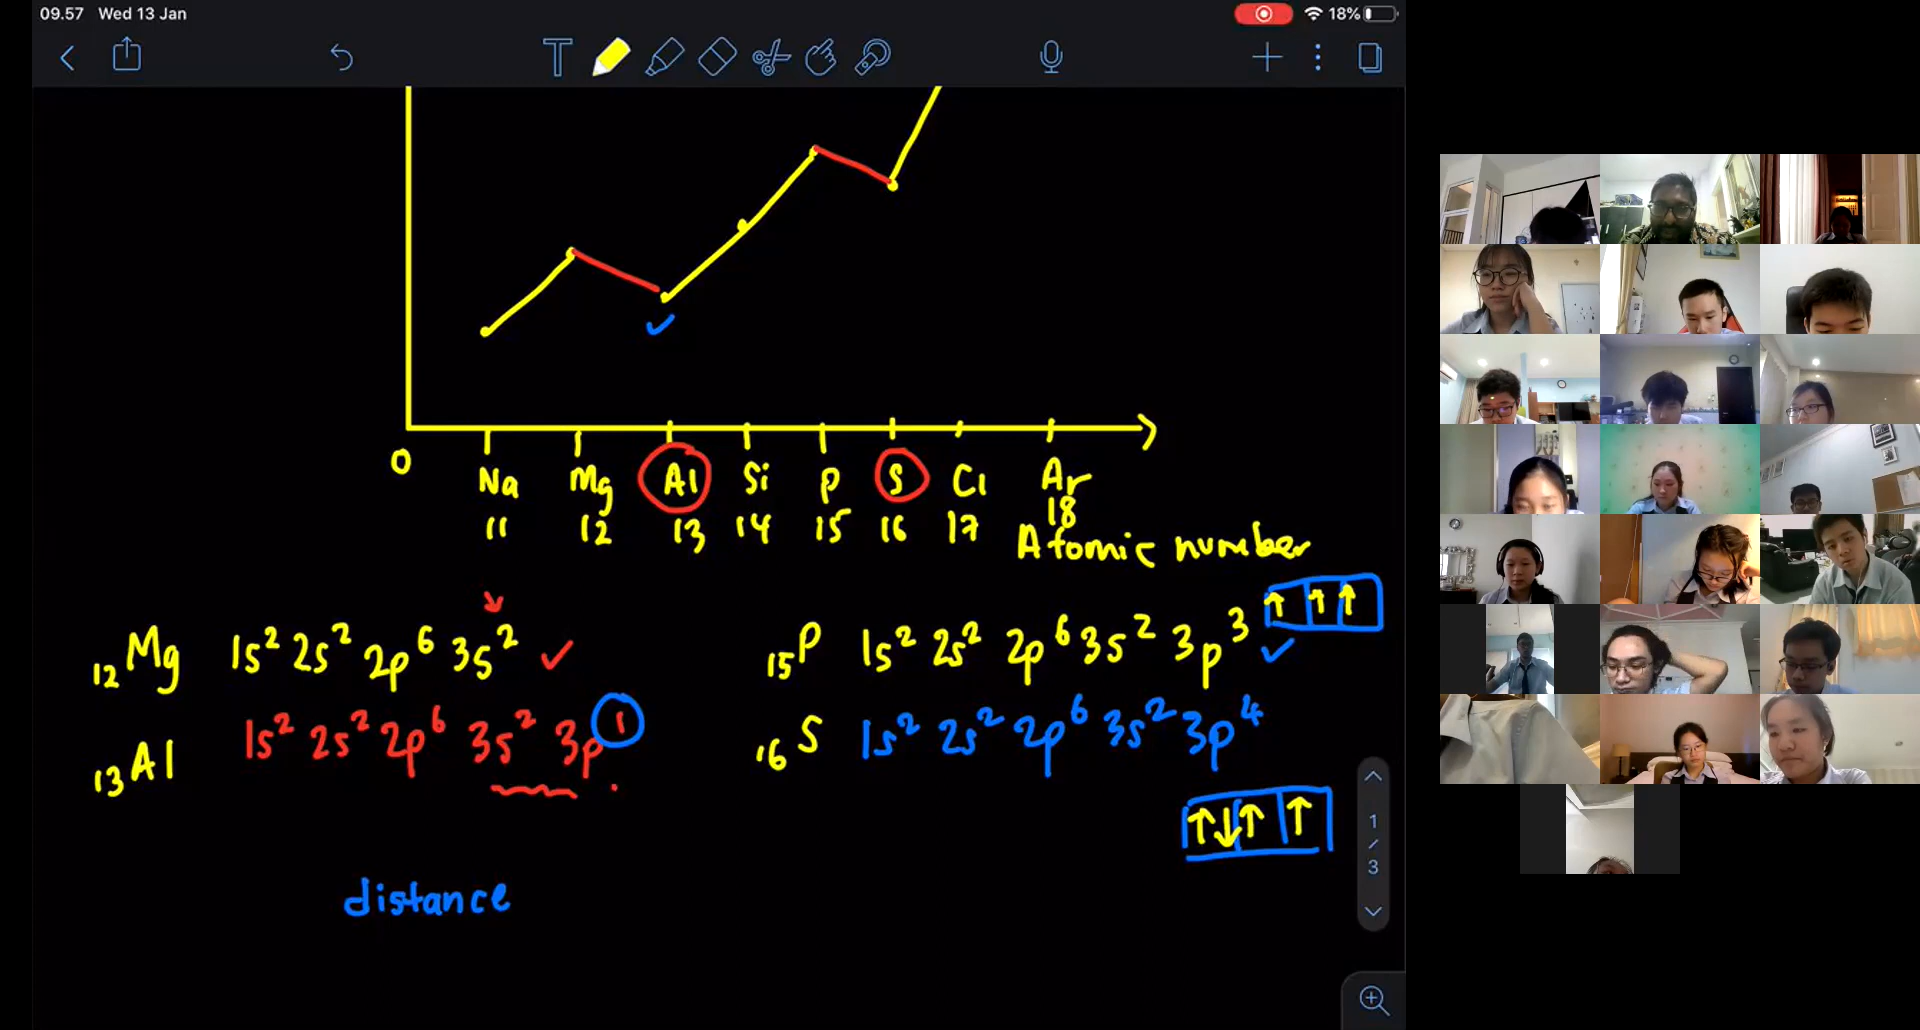 09.57 Wed 13 Jan
18%
T
0
Na Mg Al Si P S Cl Ar
11 12 13 14 15 16 17 18
Atomic number
12Mg 1s² 2s² 2p⁶ 3s² ✓
13Al 1s² 2s² 2p⁶ 3s² 3p¹
15P 1s² 2s² 2p⁶ 3s² 3p³ ↑ ↑ ↑
16S 1s² 2s² 2p⁶ 3s² 3p⁴
↑↓ ↑ ↑
distance
1
/
3